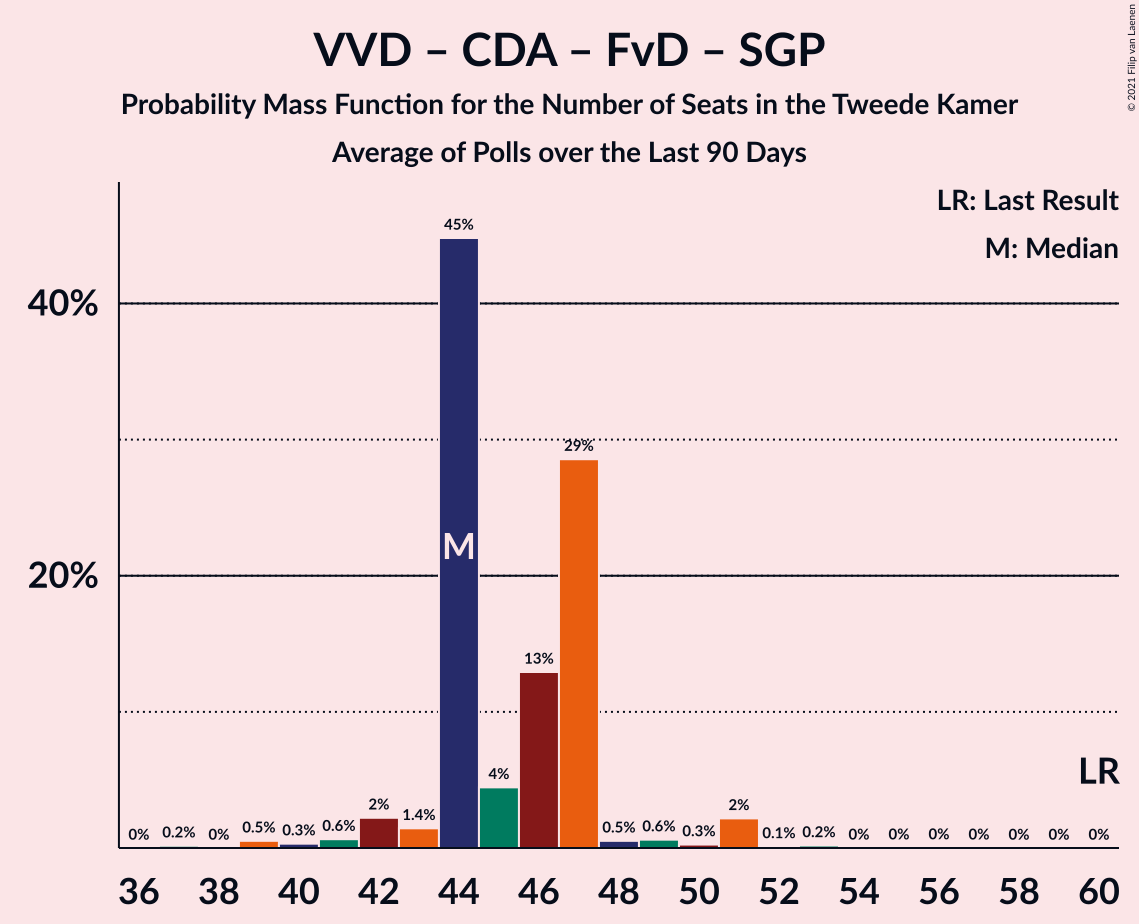 VVD – CDA – FvD – SGP
Probability Mass Function for the Number of Seats in the Tweede Kamer
Average of Polls over the Last 90 Days
© 2021 Filip van Laenen
LR: Last Result
M: Median
45%
40%
29%
M
20%
13%
LR
4%
0% 0.2% 0% 0.5% 0.3% 0.6% 2% 1.4% 0.5% 0.6% 0.3% 2% 0.1% 0.2% 0% 0% 0% 0% 0% 0% 0%
36 38 40 42 44 46 48 50 52 54 56 58 60